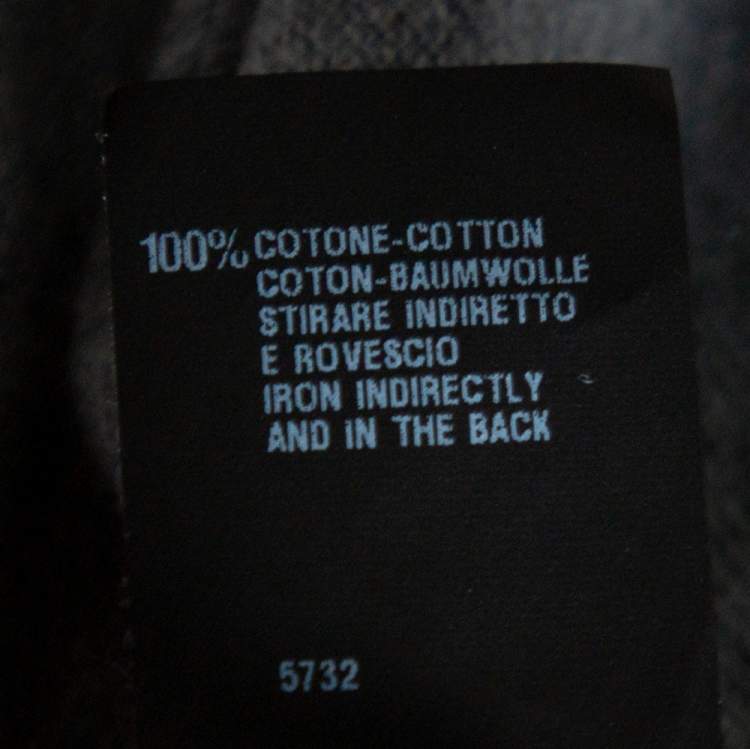 100% COTONE-COTTON
COTON-BAUMWOLLE
STIRARE INDIRETTO
E ROVESCIO
IRON INDIRECTLY
AND IN THE BACK
5732